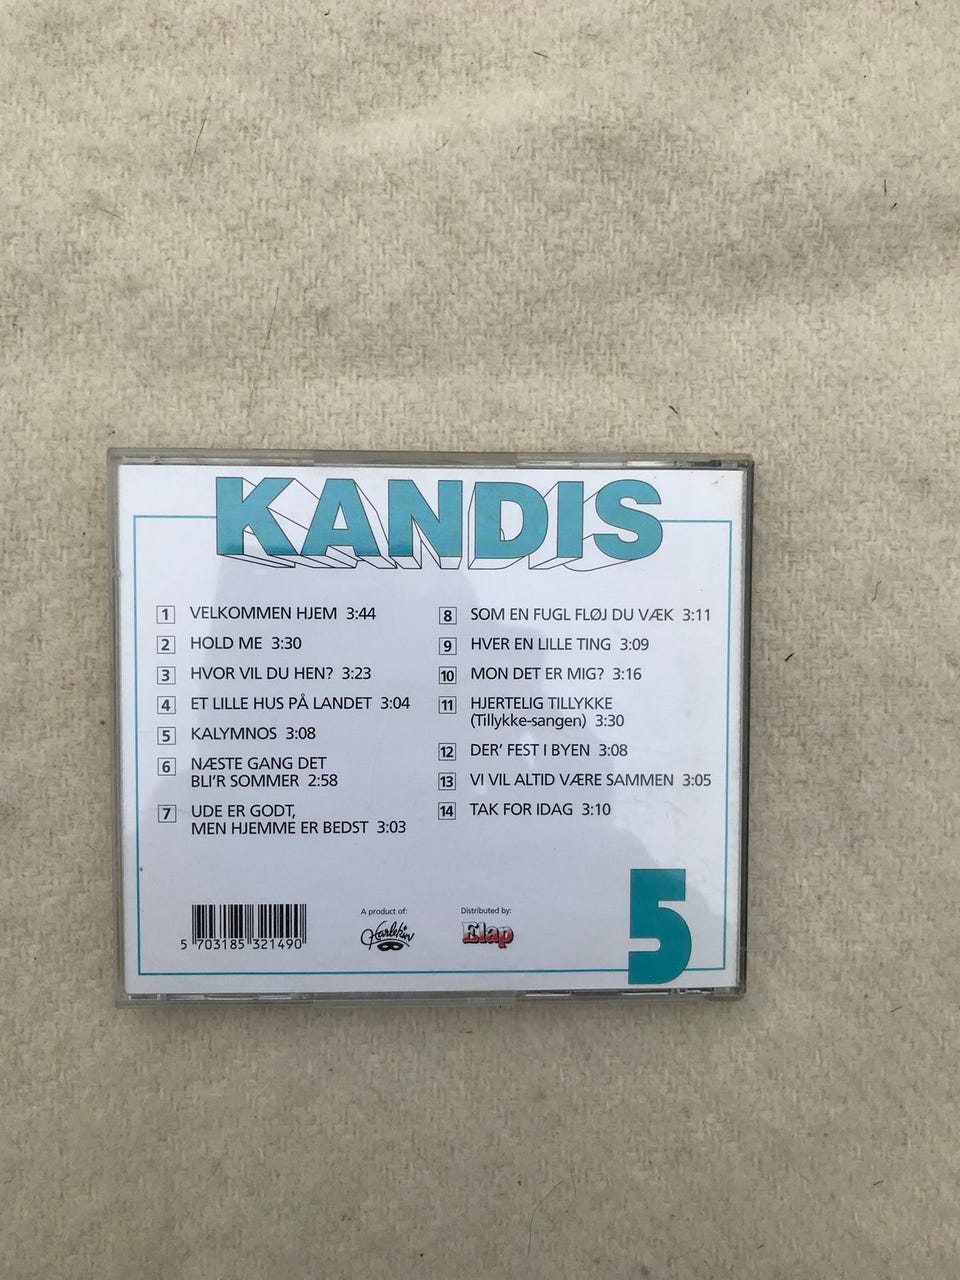 KANDIS
1 VELKOMMEN HJEM 3:44
2 HOLD ME 3:30
3 HVOR VIL DU HEN? 3:23
4 ET LILLE HUS PÅ LANDET 3:04
5 KALYMNOS 3:08
6 NÆSTE GANG DET
BLI'R SOMMER 2:58
7 UDE ER GODT,
MEN HJEMME ER BEDST 3:03
8 SOM EN FUGL FLØJ DU VÆK 3:11
9 HVER EN LILLE TING 3:09
10 MON DET ER MIG? 3:16
11 HJERTELIG TILLYKKE
(Tillykke-sangen) 3:30
12 DER' FEST I BYEN 3:08
13 VI VIL ALTID VÆRE SAMMEN 3:05
14 TAK FOR IDAG 3:10
5 703185 321490
A product of:
Harlekin
Distributed by:
Elap
5